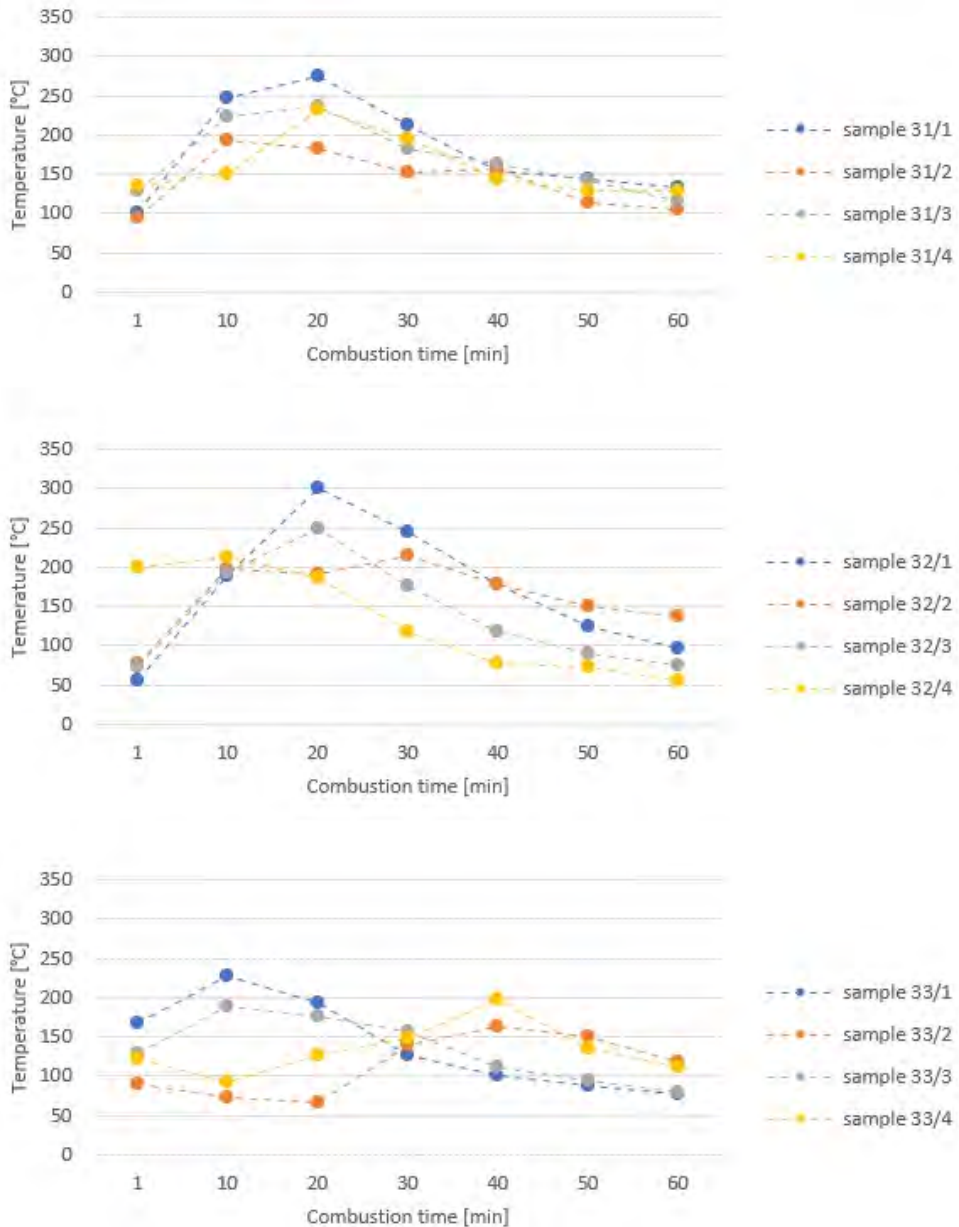 350
300
250
200
150
100
50
0
Temperature [°C]
1 10 20 30 40 50 60
Combustion time [min]
sample 31/1
sample 31/2
sample 31/3
sample 31/4
350
300
250
200
150
100
50
0
Temerature [°C]
1 10 20 30 40 50 60
Combustion time [min]
sample 32/1
sample 32/2
sample 32/3
sample 32/4
350
300
250
200
150
100
50
0
Temperature [°C]
1 10 20 30 40 50 60
Combustion time [min]
sample 33/1
sample 33/2
sample 33/3
sample 33/4